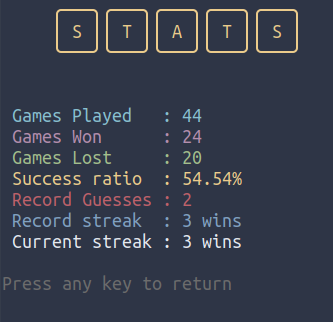 S T A T S
Games Played : 44
Games Won : 24
Games Lost : 20
Success ratio : 54.54%
Record Guesses : 2
Record streak : 3 wins
Current streak : 3 wins
Press any key to return